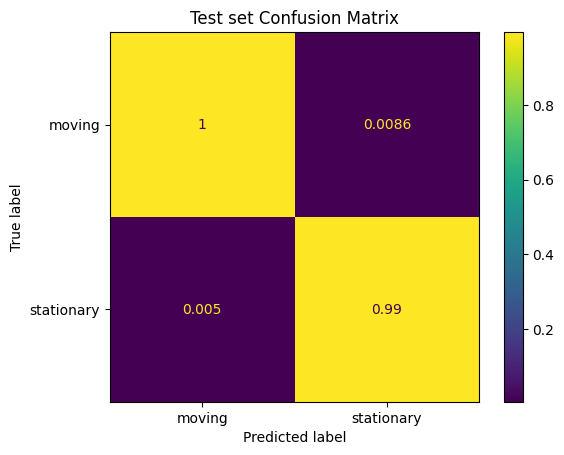 Test set Confusion Matrix
True label
moving
1
0.0086
stationary
0.005
0.99
moving
stationary
Predicted label
0.8
0.6
0.4
0.2